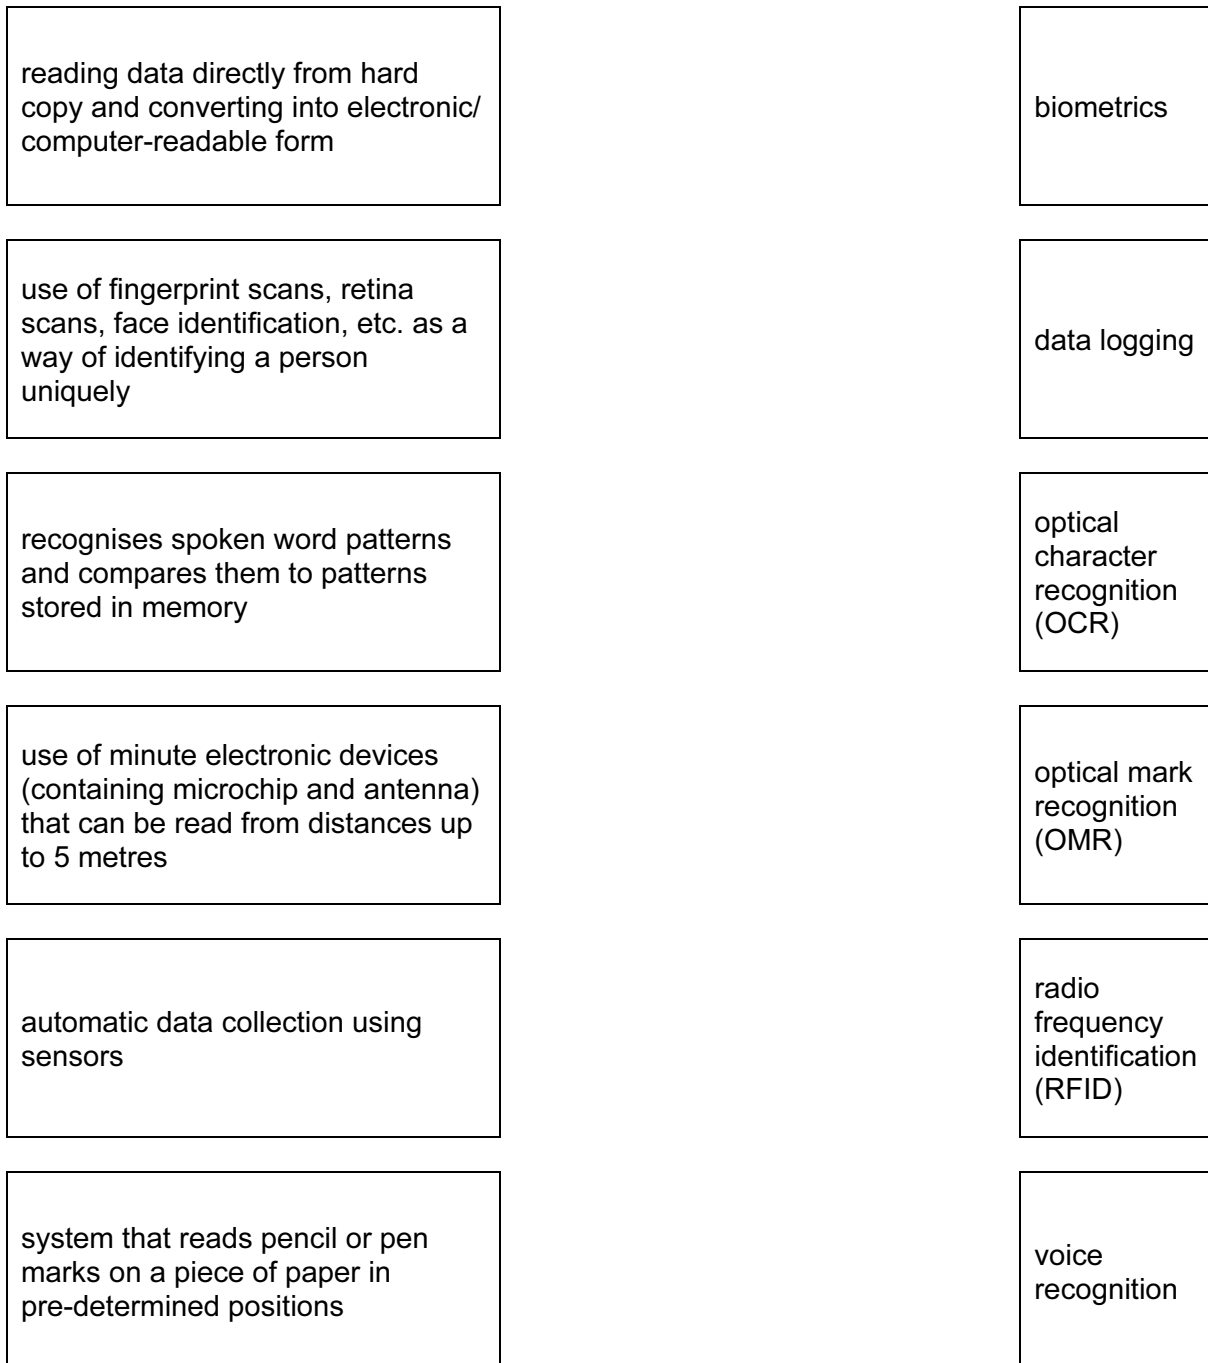 reading data directly from hard
copy and converting into electronic/
computer-readable form
biometrics
use of fingerprint scans, retina
scans, face identification, etc. as a
way of identifying a person
uniquely
data logging
recognises spoken word patterns
and compares them to patterns
stored in memory
optical
character
recognition
(OCR)
use of minute electronic devices
(containing microchip and antenna)
that can be read from distances up
to 5 metres
optical mark
recognition
(OMR)
automatic data collection using
sensors
radio
frequency
identification
(RFID)
system that reads pencil or pen
marks on a piece of paper in
pre-determined positions
voice
recognition